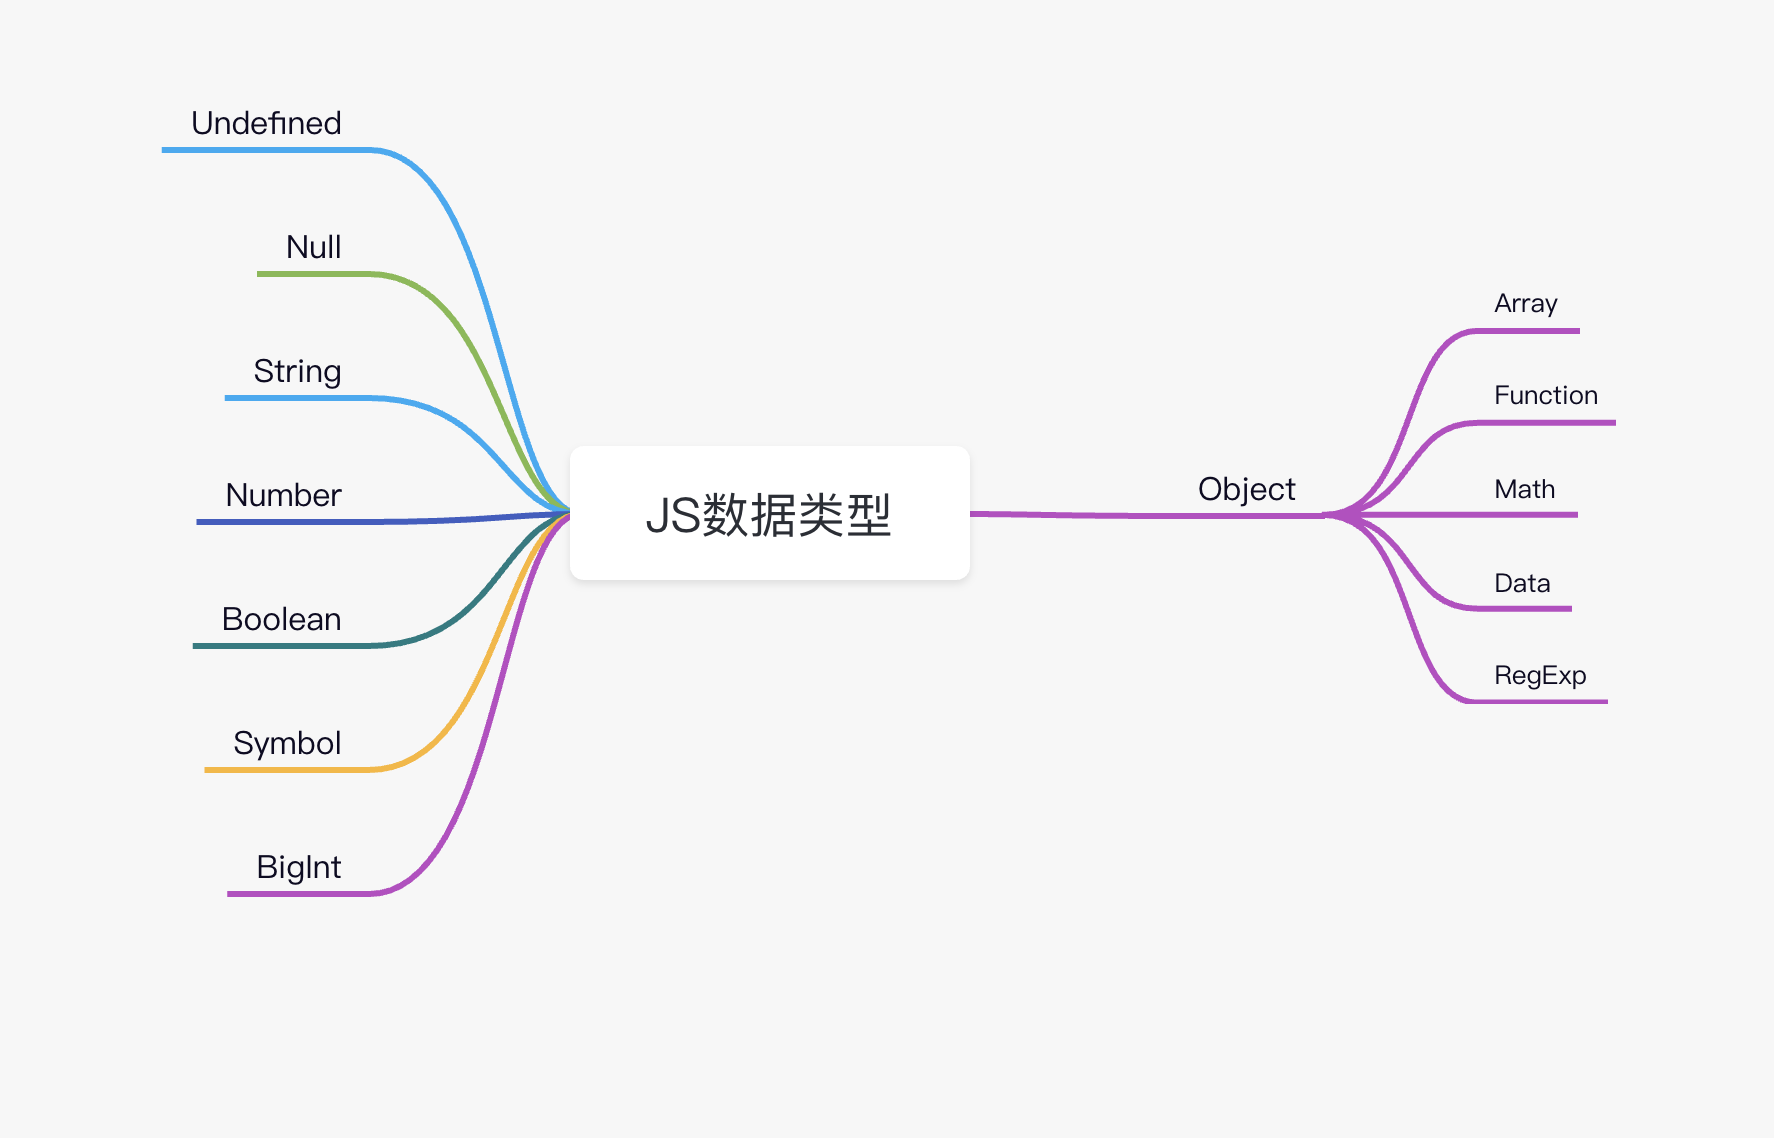 Undefined
Null
String
Number
Boolean
Symbol
BigInt
JS数据类型
Object
Array
Function
Math
Data
RegExp